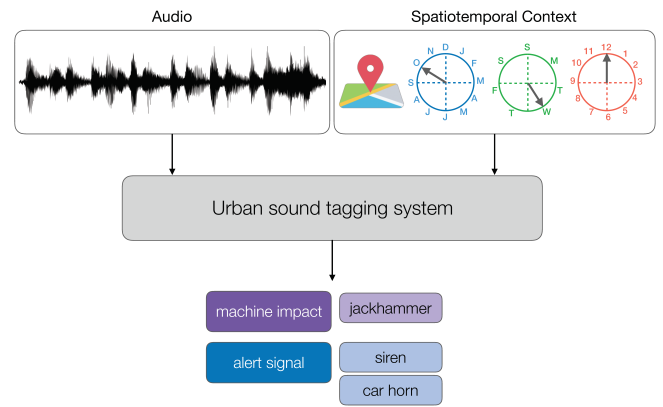 Audio
Spatiotemporal Context
N D J
O F
S M
A A
J J M
S
S M
F T
T W
11 12 1
10 2
9 3
8 4
7 6 5
Urban sound tagging system
machine impact
jackhammer
alert signal
siren
car horn